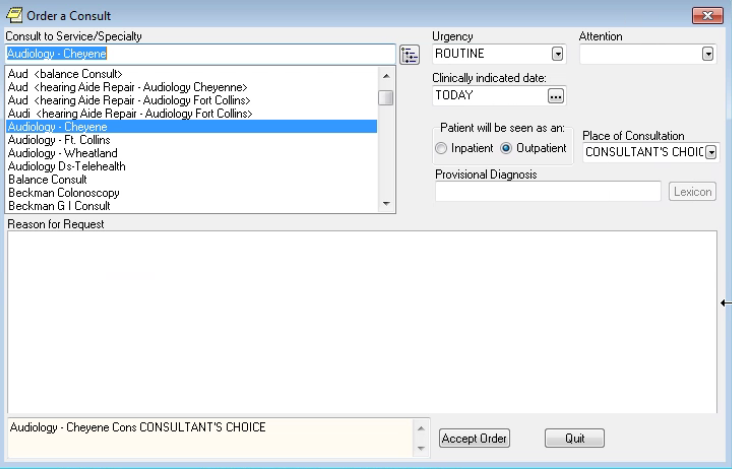 Order a Consult
Consult to Service/Specialty
Audiology - Cheyene
Aud <balance Consult>
Aud <hearing Aide Repair - Audiology Cheyenne>
Aud <hearing Aide Repair - Audiology Fort Collins>
Audi <hearing Aide Repair - Audiology Fort Collins>
Audiology - Cheyene
Audiology - Ft. Collins
Audiology - Wheatland
Audiology Ds-Telehealth
Balance Consult
Beckman Colonoscopy
Beckman G I Consult
Urgency
ROUTINE
Attention
Clinically indicated date:
TODAY
...
Patient will be seen as an:
Inpatient
Outpatient
Place of Consultation
CONSULTANT'S CHOIC
Provisional Diagnosis
Lexicon
Reason for Request
Audiology - Cheyene Cons CONSULTANT'S CHOICE
Accept Order
Quit